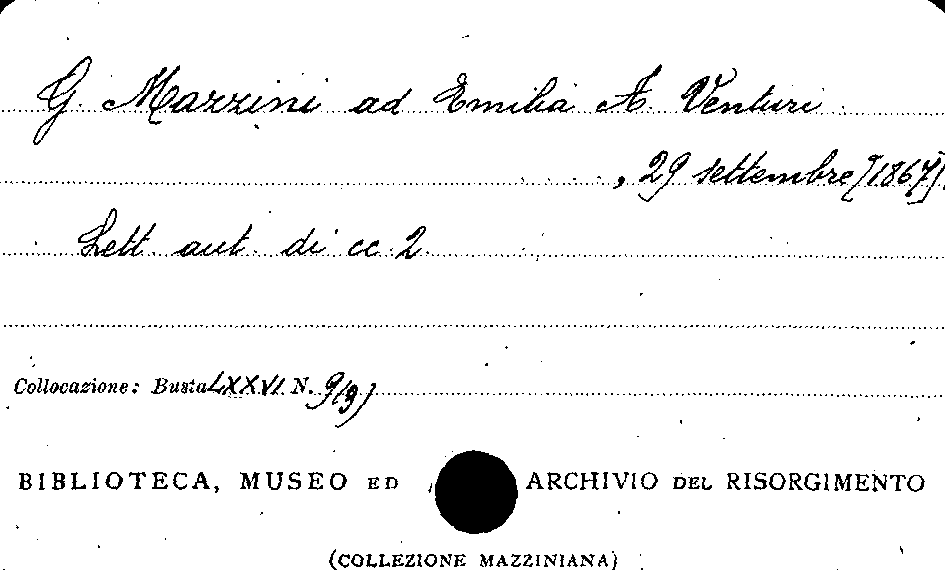 G. Mazzini ad Emilia A. Venturi
, 29 settembre [1867].
Lett. aut. di cc. 2
Collocazione: Busta LXXVI N. 9(9)
BIBLIOTECA, MUSEO ED ARCHIVIO DEL RISORGIMENTO
(COLLEZIONE MAZZINIANA)